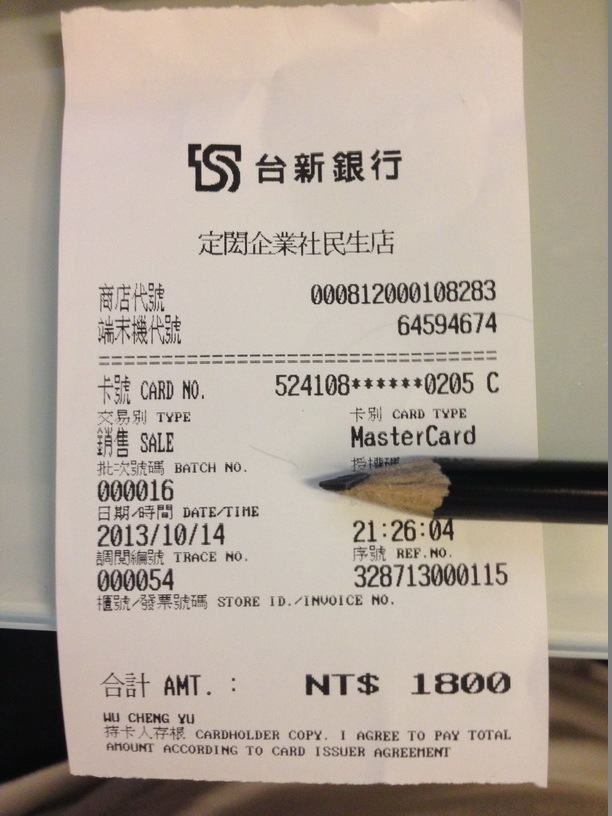 台新銀行
定閎企業社民生店
商店代號 000812000108283
端末機代號 64594674
==========================================
卡號 CARD NO. 524108******0205 C
交易別 TYPE 卡別 CARD TYPE
銷售 SALE MasterCard
批次號碼 BATCH NO. 授權碼
000016
日期/時間 DATE/TIME
2013/10/14 21:26:04
調閱編號 TRACE NO. 序號 REF.NO.
000054 328713000115
櫃號/發票號碼 STORE ID./INVOICE NO.
合計 AMT. : NT$ 1800
WU CHENG YU
持卡人存根 CARDHOLDER COPY. I AGREE TO PAY TOTAL
AMOUNT ACCORDING TO CARD ISSUER AGREEMENT